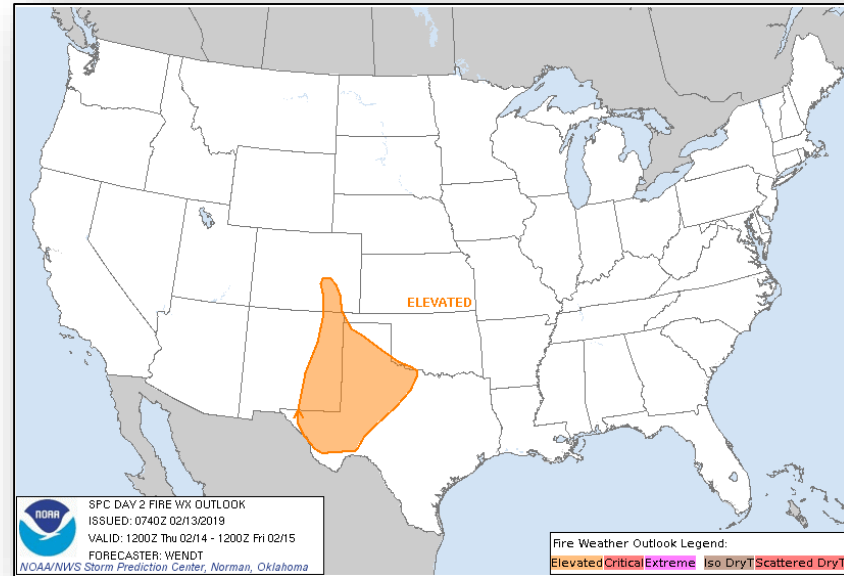 ELEVATED
NOAA
SPC DAY 2 FIRE WX OUTLOOK
ISSUED: 0740Z 02/13/2019
VALID: 1200Z Thu 02/14 - 1200Z Fri 02/15
FORECASTER: WENDT
NOAA/NWS Storm Prediction Center, Norman, Oklahoma
Fire Weather Outlook Legend:
Elevated Critical Extreme Iso DryT Scattered DryT